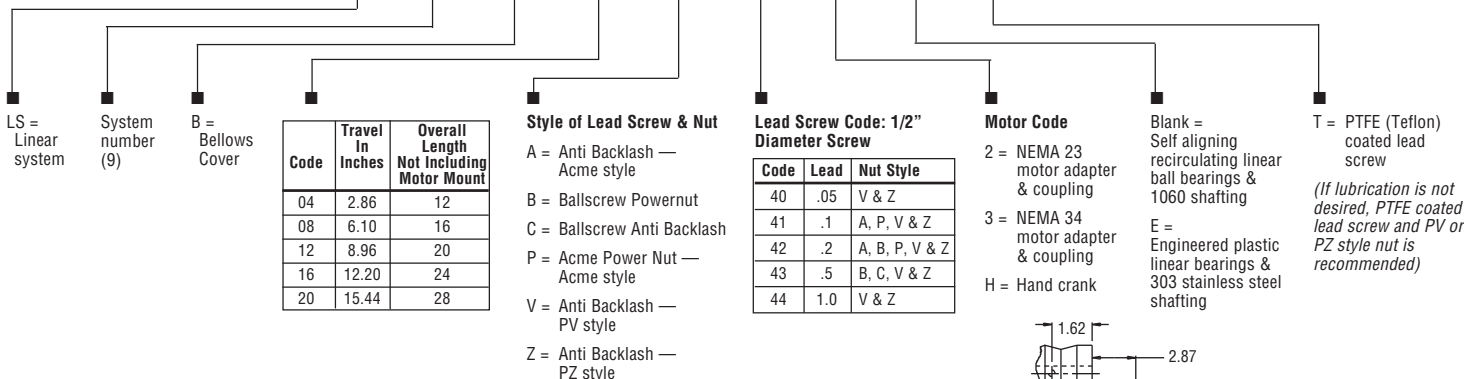 LS =
Linear
system
System
number
(9)
B =
Bellows
Cover
Code
Travel
In
Inches
Overall
Length
Not Including
Motor Mount
04 2.86 12
08 6.10 16
12 8.96 20
16 12.20 24
20 15.44 28
Style of Lead Screw & Nut
A = Anti Backlash —
Acme style
B = Ballscrew Powernut
C = Ballscrew Anti Backlash
P = Acme Power Nut —
Acme style
V = Anti Backlash —
PV style
Z = Anti Backlash —
PZ style
Lead Screw Code: 1/2”
Diameter Screw
Code Lead Nut Style
40 .05 V & Z
41 .1 A, P, V & Z
42 .2 A, B, P, V & Z
43 .5 B, C, V & Z
44 1.0 V & Z
Motor Code
2 = NEMA 23
motor adapter
& coupling
3 = NEMA 34
motor adapter
& coupling
H = Hand crank
Blank =
Self aligning
recirculating linear
ball bearings &
1060 shafting
E =
Engineered plastic
linear bearings &
303 stainless steel
shafting
T = PTFE (Teflon)
coated lead
screw
(If lubrication is not
desired, PTFE coated
lead screw and PV or
PZ style nut is
recommended)
1.62
2.87